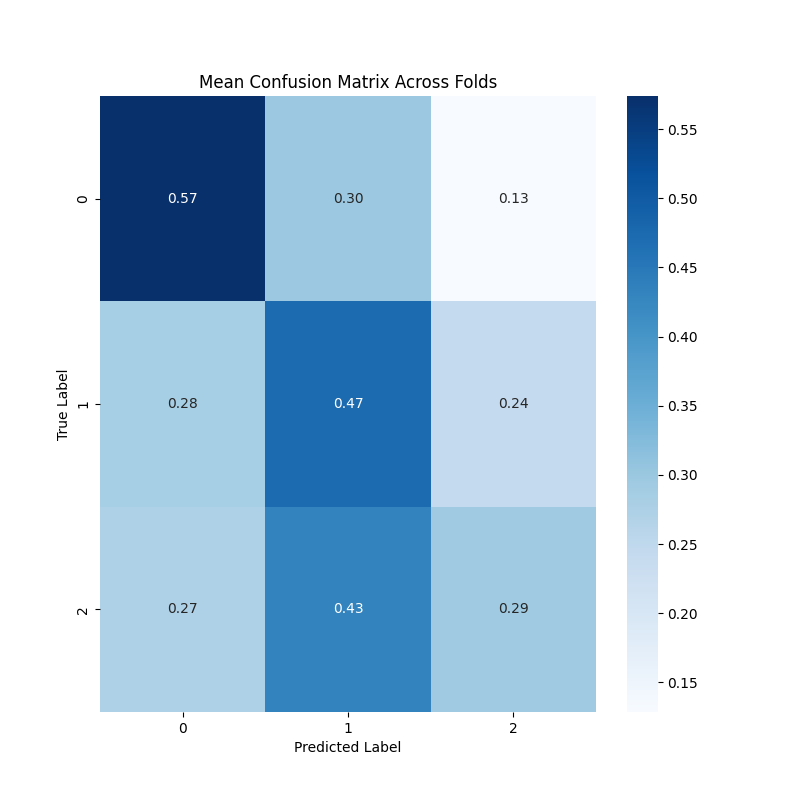 Mean Confusion Matrix Across Folds
0 0.57 0.30 0.13
1 0.28 0.47 0.24
2 0.27 0.43 0.29
0 1 2
True Label
Predicted Label
0.55
0.50
0.45
0.40
0.35
0.30
0.25
0.20
0.15